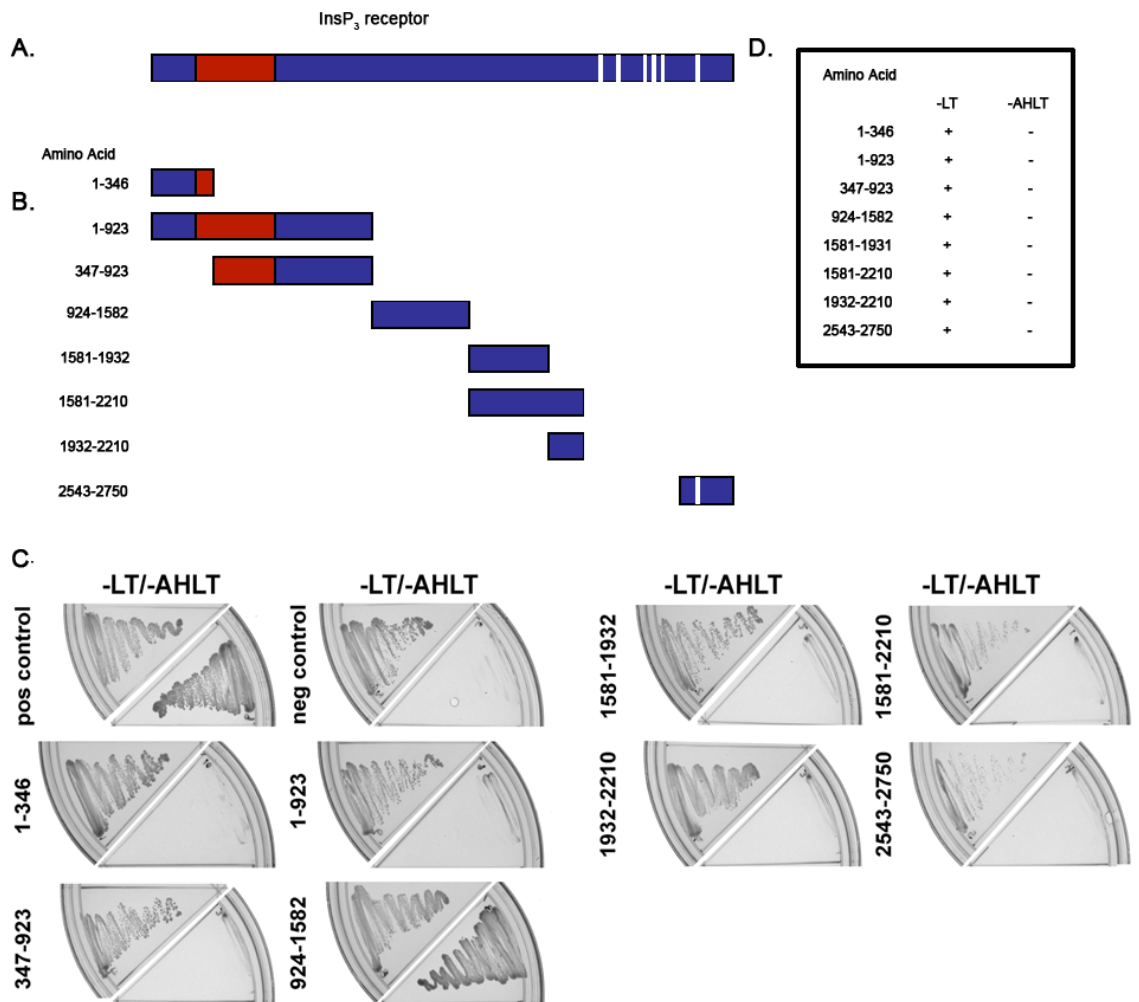 InsP3 receptor
A.
Amino Acid
1-346
B.
1-923
347-923
924-1582
1581-1932
1581-2210
1932-2210
2543-2750
D.
Amino Acid
-LT -AHLT
1-346 + -
1-923 + -
347-923 + -
924-1582 + -
1581-1931 + -
1581-2210 + -
1932-2210 + -
2543-2750 + -
C.
-LT/-AHLT
-LT/-AHLT
-LT/-AHLT
-LT/-AHLT
pos control
neg control
1581-1932
1581-2210
1-346
1-923
1932-2210
2543-2750
347-923
924-1582